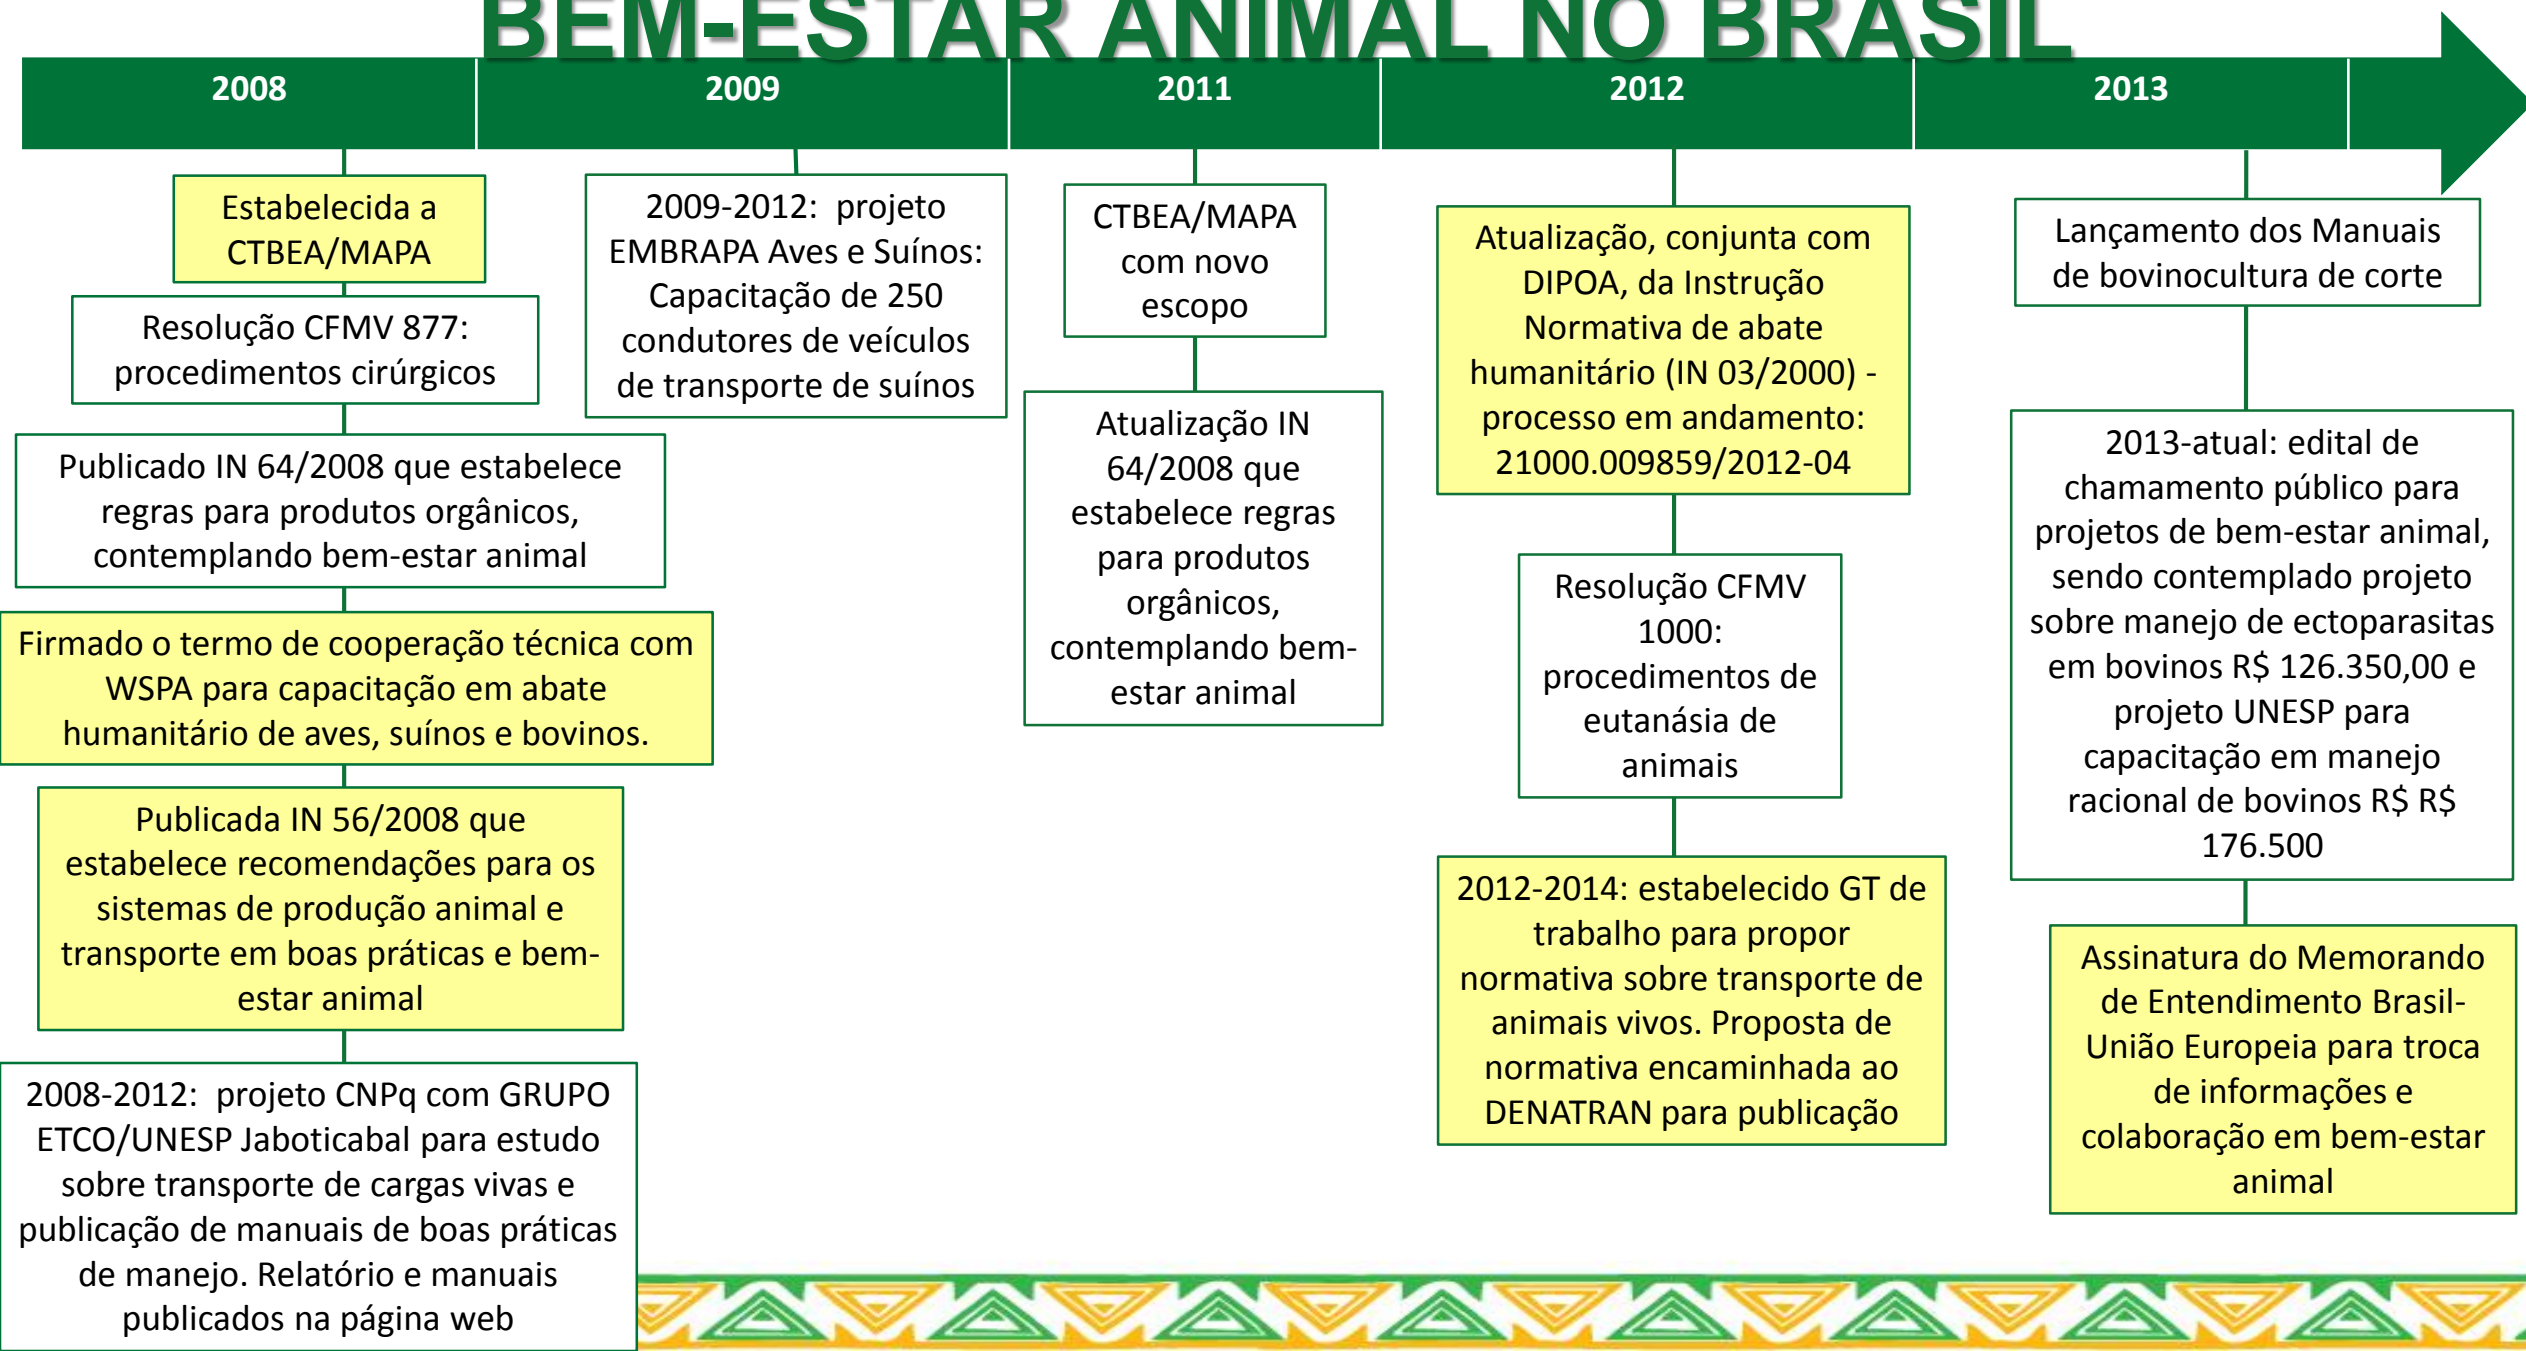 BEM-ESTAR ANIMAL NO BRASIL
2008
2009
2011
2012
2013
Estabelecida a
CTBEA/MAPA
Resolução CFMV 877:
procedimentos cirúrgicos
Publicado IN 64/2008 que estabelece
regras para produtos orgânicos,
contemplando bem-estar animal
Firmado o termo de cooperação técnica com
WSPA para capacitação em abate
humanitário de aves, suínos e bovinos.
Publicada IN 56/2008 que
estabelece recomendações para os
sistemas de produção animal e
transporte em boas práticas e bem-
estar animal
2008-2012: projeto CNPq com GRUPO
ETCO/UNESP Jaboticabal para estudo
sobre transporte de cargas vivas e
publicação de manuais de boas práticas
de manejo. Relatório e manuais
publicados na página web
2009-2012: projeto
EMBRAPA Aves e Suínos:
Capacitação de 250
condutores de veículos
de transporte de suínos
CTBEA/MAPA
com novo
escopo
Atualização IN
64/2008 que
estabelece regras
para produtos
orgânicos,
contemplando bem-
estar animal
Atualização, conjunta com
DIPOA, da Instrução
Normativa de abate
humanitário (IN 03/2000) -
processo em andamento:
21000.009859/2012-04
Resolução CFMV
1000:
procedimentos de
eutanásia de
animais
2012-2014: estabelecido GT de
trabalho para propor
normativa sobre transporte de
animais vivos. Proposta de
normativa encaminhada ao
DENATRAN para publicação
Lançamento dos Manuais
de bovinocultura de corte
2013-atual: edital de
chamamento público para
projetos de bem-estar animal,
sendo contemplado projeto
sobre manejo de ectoparasitas
em bovinos R$ 126.350,00 e
projeto UNESP para
capacitação em manejo
racional de bovinos R$ R$
176.500
Assinatura do Memorando
de Entendimento Brasil-
União Europeia para troca
de informações e
colaboração em bem-estar
animal